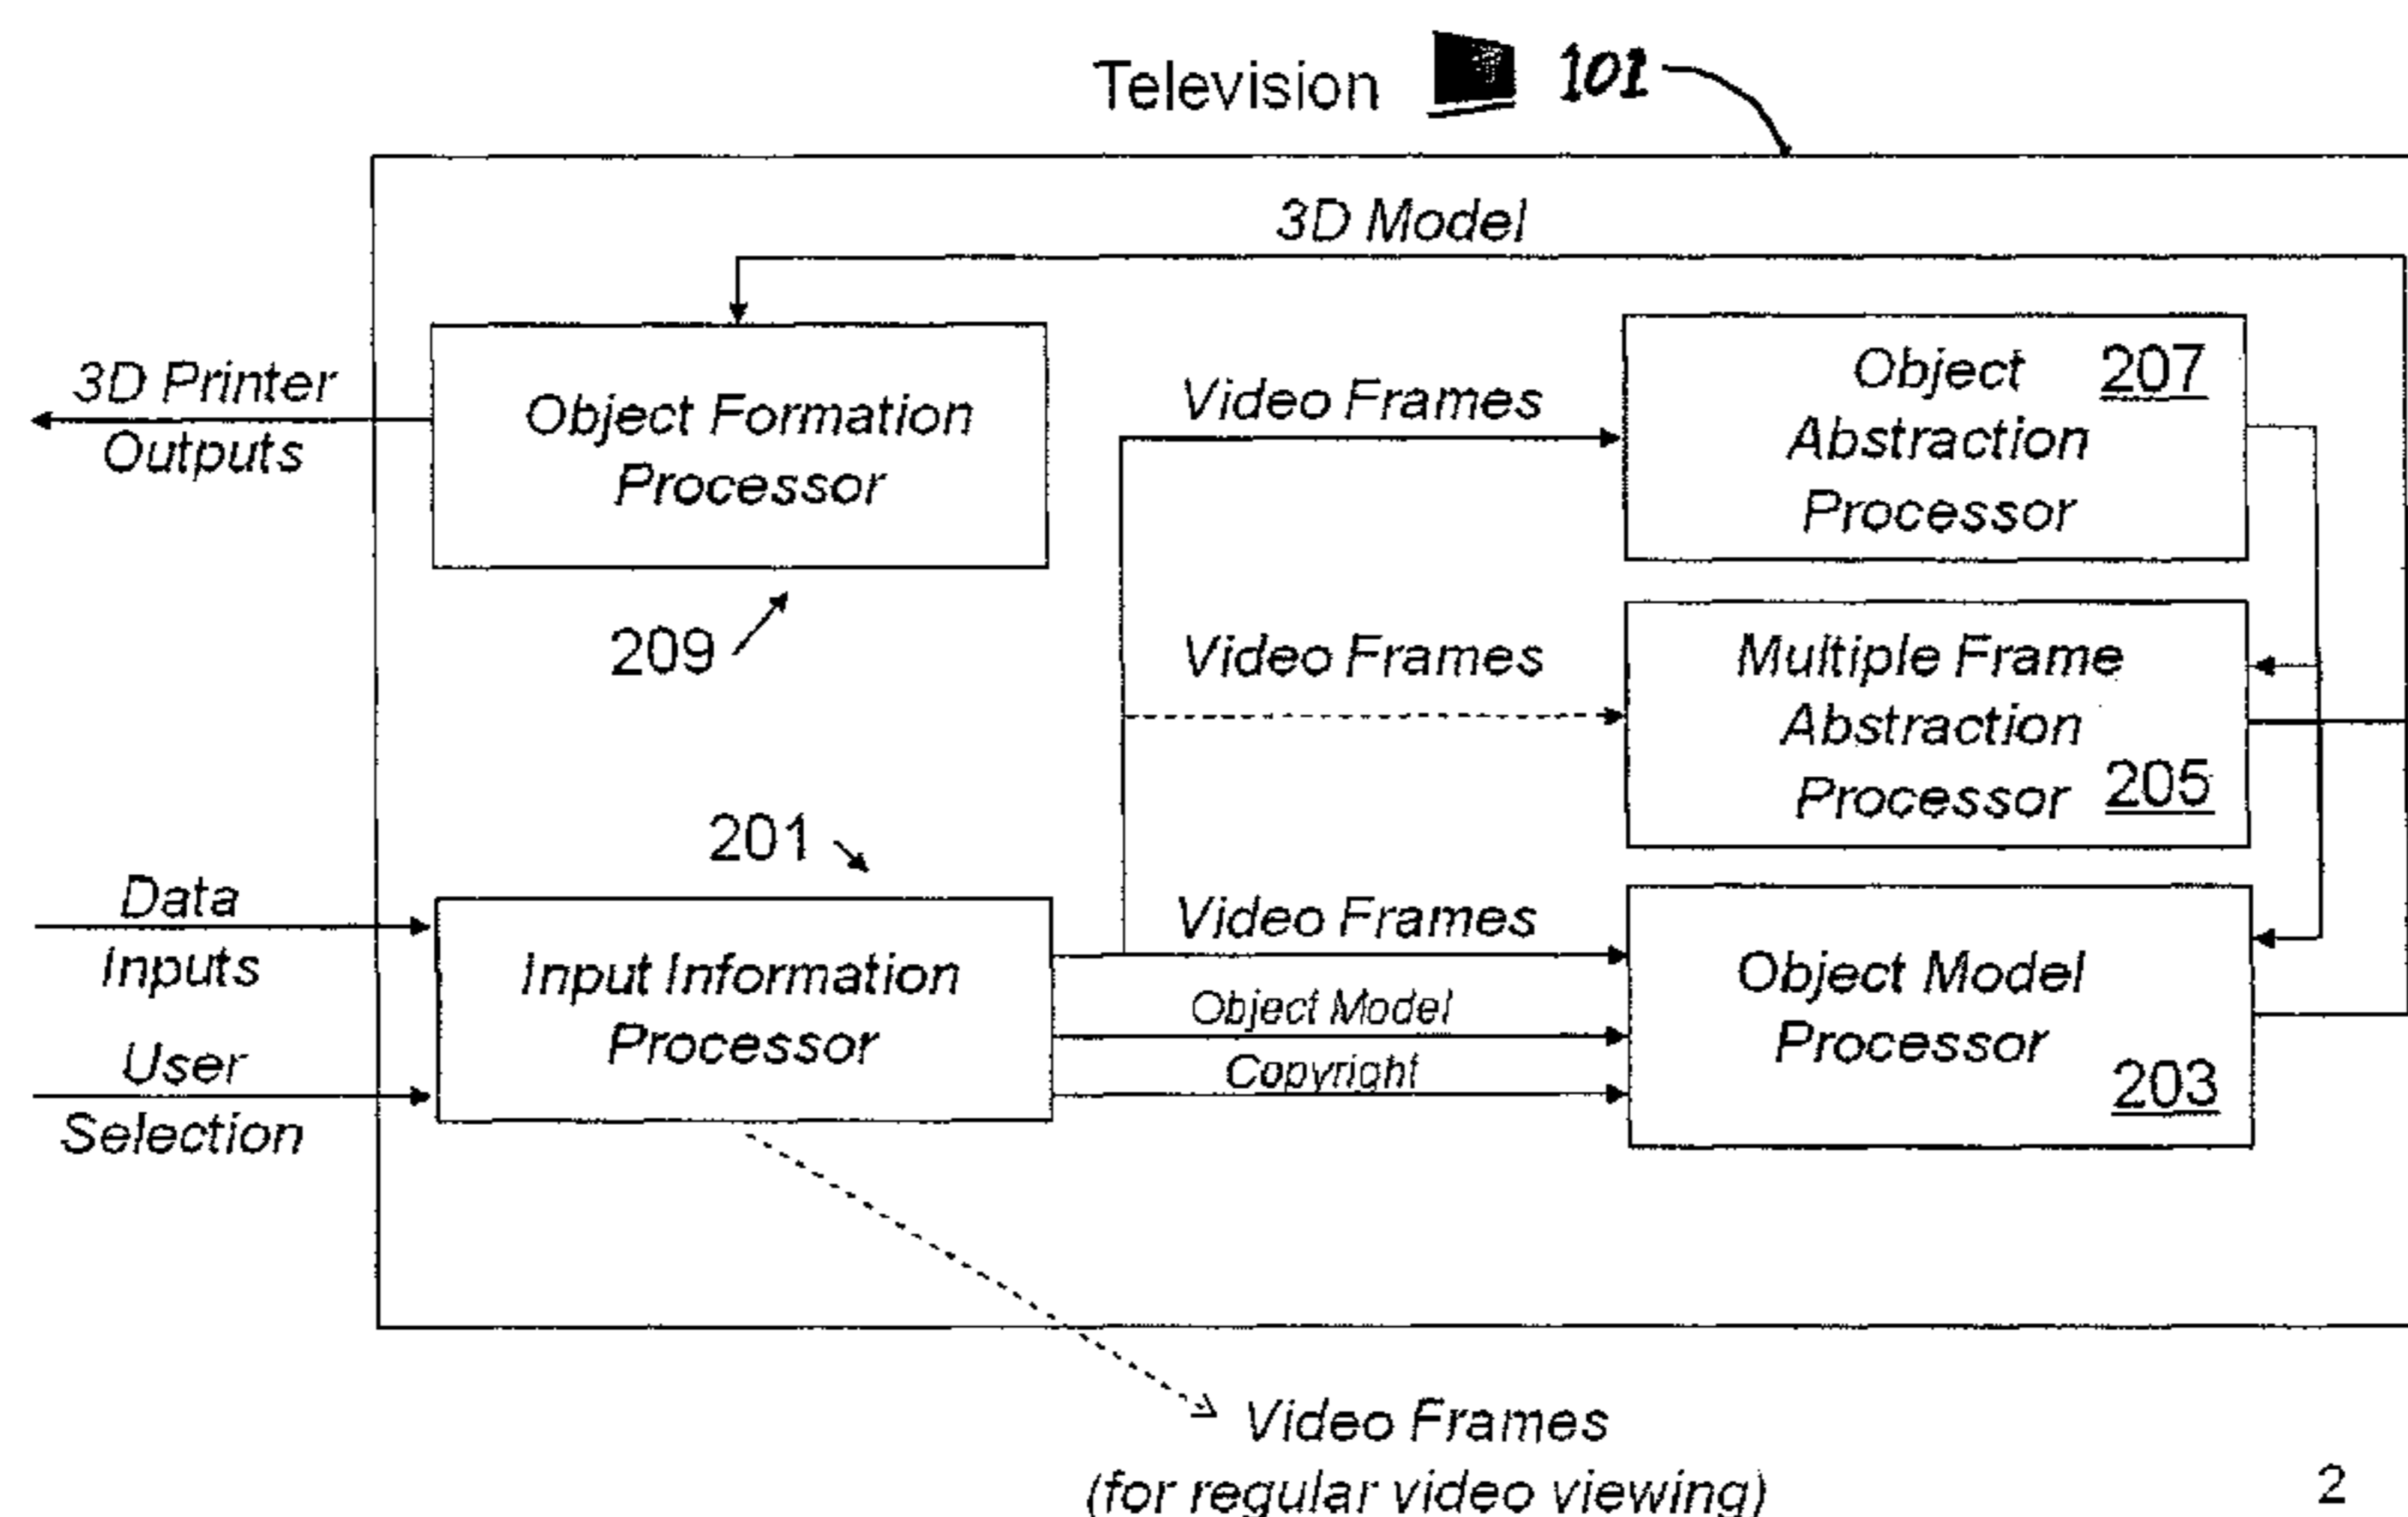 Television 101
3D Model
3D Printer
Outputs
Object Formation
Processor
209
Video Frames
Object 207
Abstraction
Processor
Video Frames
Multiple Frame
Abstraction
Processor 205
201
Data
Inputs
User
Selection
Input Information
Processor
Video Frames
Object Model
Copyright
Object Model
Processor
203
Video Frames
(for regular video viewing)
2